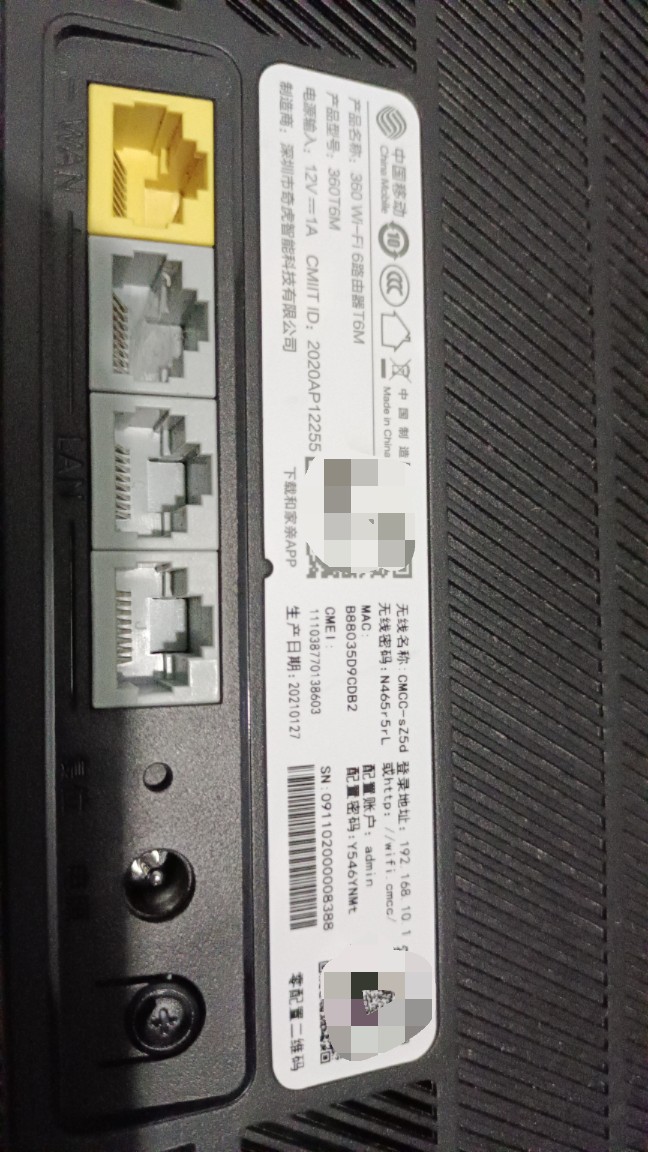 WAN
LAN
中国移动
China Mobile
10
CCC
中国制造
Made in China
产品名称：360 Wi-Fi 6路由器T6M
产品型号：360T6M
电源输入：12V⎓1A CMIIT ID：2020AP12255
制造商：深圳市奇虎智能科技有限公司
下载和家亲APP
无线名称:CMCC-sZ5d
无线密码:N465r5rL
MAC:
B88035D9CDB2
CMEI:
111038770138603
生产日期:20210127
登录地址: 192.168.10.1
或http://wifi.cmcc/
配置账户: admin
配置密码:Y546YNMt
SN:091102000008388
零配置二维码